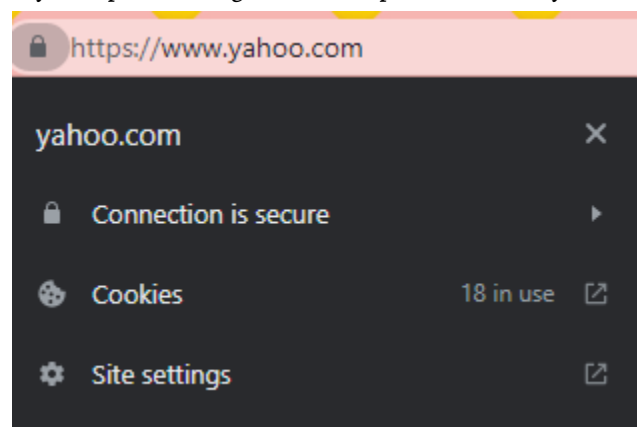 https://www.yahoo.com
yahoo.com
Connection is secure
Cookies 18 in use
Site settings